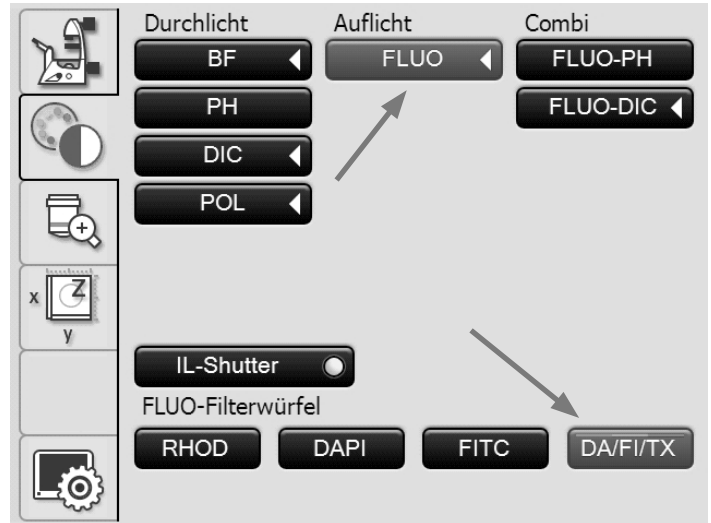 Durchlicht Auflicht Combi
BF FLUO FLUO-PH
PH FLUO-DIC
DIC
POL
x Z
y
IL-Shutter
FLUO-Filterwürfel
RHOD DAPI FITC DA/FI/TX